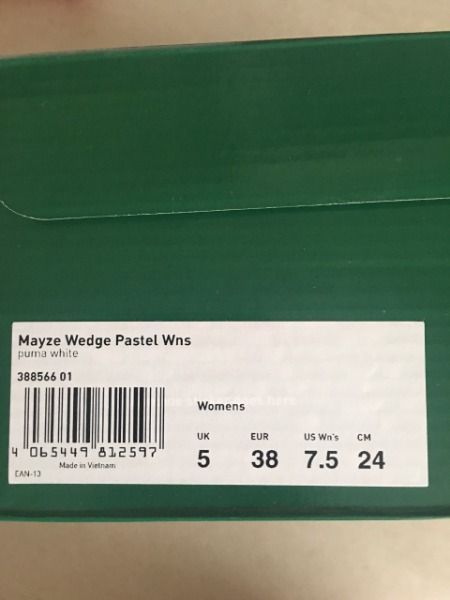 Mayze Wedge Pastel Wns
puma white
388566 01
Womens
UK EUR US Wn's CM
5 38 7.5 24
4 065449 812597
Made in Vietnam
EAN-13